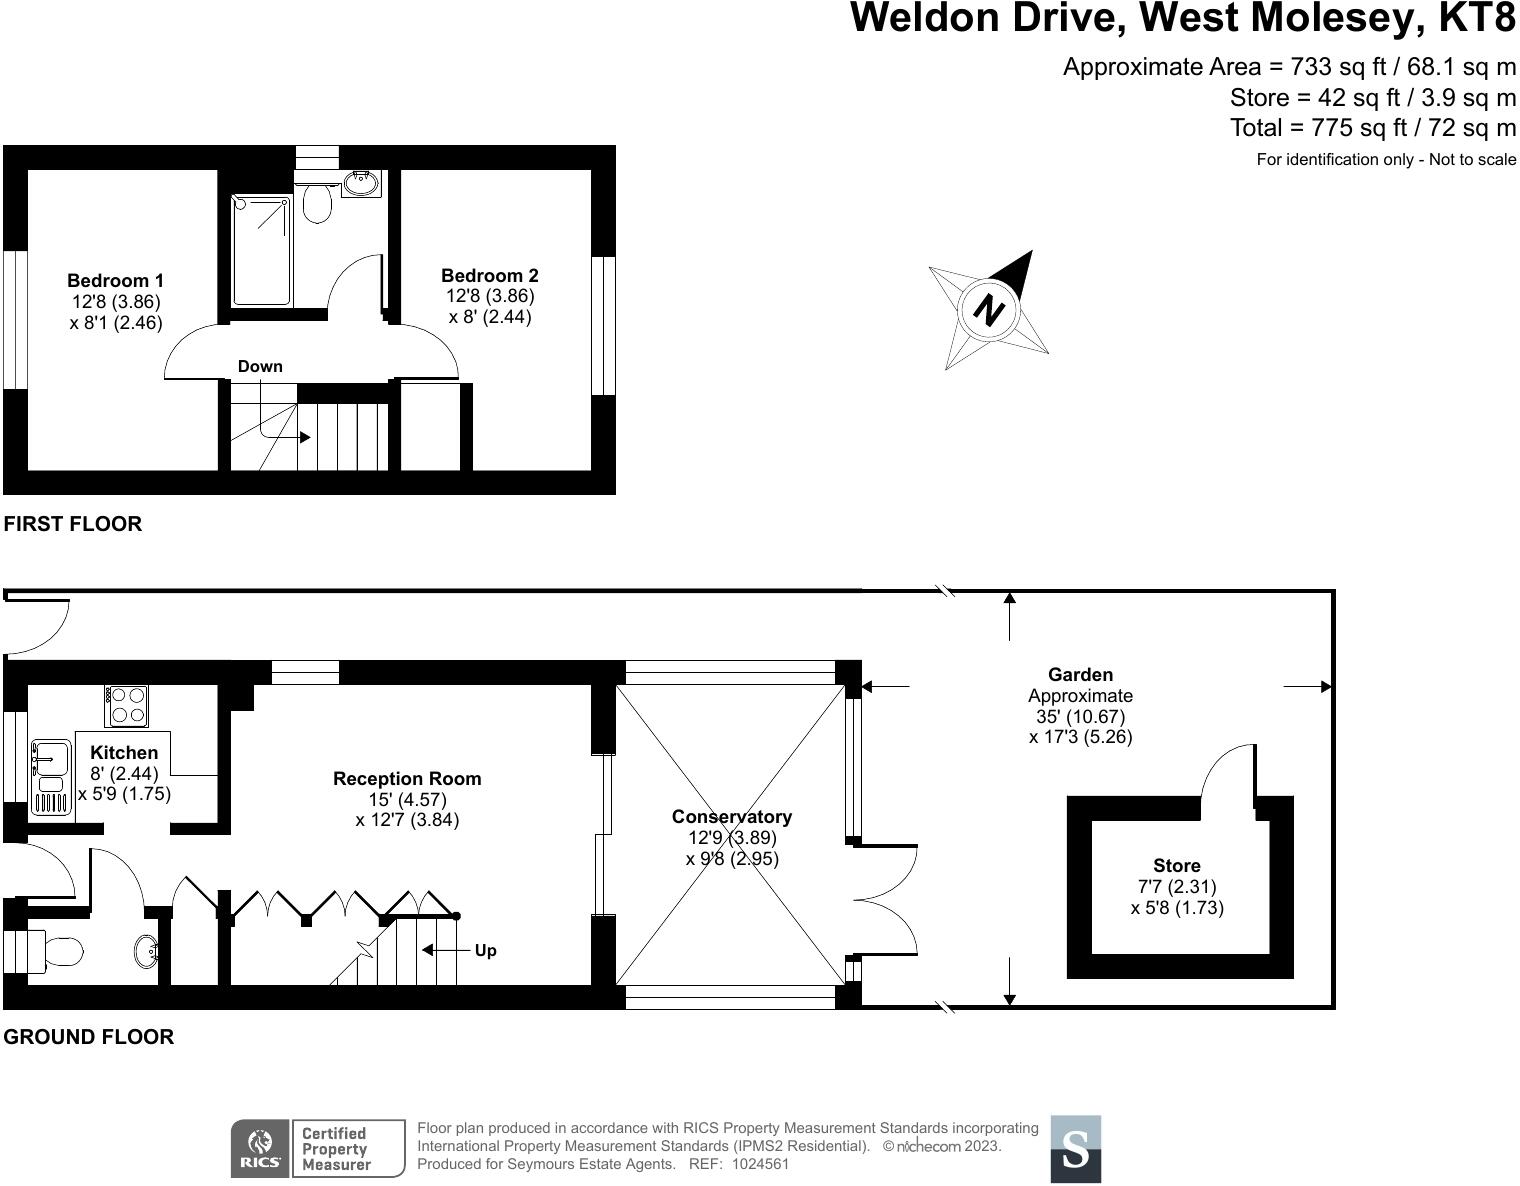 Weldon Drive, West Molesey, KT8
Approximate Area = 733 sq ft / 68.1 sq m
Store = 42 sq ft / 3.9 sq m
Total = 775 sq ft / 72 sq m
For identification only - Not to scale
Bedroom 1
12'8 (3.86)
x 8'1 (2.46)
Bedroom 2
12'8 (3.86)
x 8' (2.44)
Down
N
FIRST FLOOR
Kitchen
8' (2.44)
x 5'9 (1.75)
Reception Room
15' (4.57)
x 12'7 (3.84)
Conservatory
12'9 (3.89)
x 9'8 (2.95)
Garden
Approximate
35' (10.67)
x 17'3 (5.26)
Store
7'7 (2.31)
x 5'8 (1.73)
Up
GROUND FLOOR
RICS
Certified
Property
Measurer
Floor plan produced in accordance with RICS Property Measurement Standards incorporating
International Property Measurement Standards (IPMS2 Residential). © nichecom 2023.
Produced for Seymours Estate Agents. REF: 1024561
S